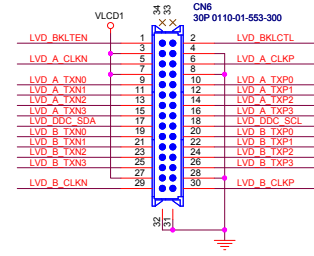 34
33
CN6
30P 0110-01-553-300
VLCD1
LVD_BKLTEN 1 2 LVD_BKLCTL
3 4
LVD_A_CLKN 5 6 LVD_A_CLKP
7 8
LVD_A_TXN0 9 10 LVD_A_TXP0
LVD_A_TXN1 11 12 LVD_A_TXP1
LVD_A_TXN2 13 14 LVD_A_TXP2
LVD_A_TXN3 15 16 LVD_A_TXP3
LVD_DDC_SDA 17 18 LVD_DDC_SCL
LVD_B_TXN0 19 20 LVD_B_TXP0
LVD_B_TXN1 21 22 LVD_B_TXP1
LVD_B_TXN2 23 24 LVD_B_TXP2
LVD_B_TXN3 25 26 LVD_B_TXP3
27 28
LVD_B_CLKN 29 30 LVD_B_CLKP
32
31